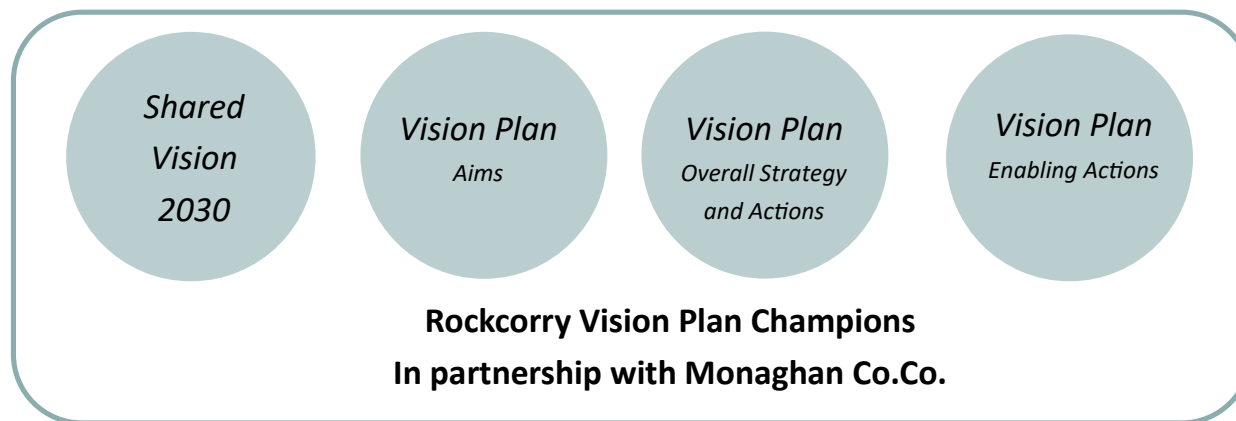 Shared
Vision
2030
Vision Plan
Aims
Vision Plan
Overall Strategy
and Actions
Vision Plan
Enabling Actions
Rockcorry Vision Plan Champions
In partnership with Monaghan Co.Co.